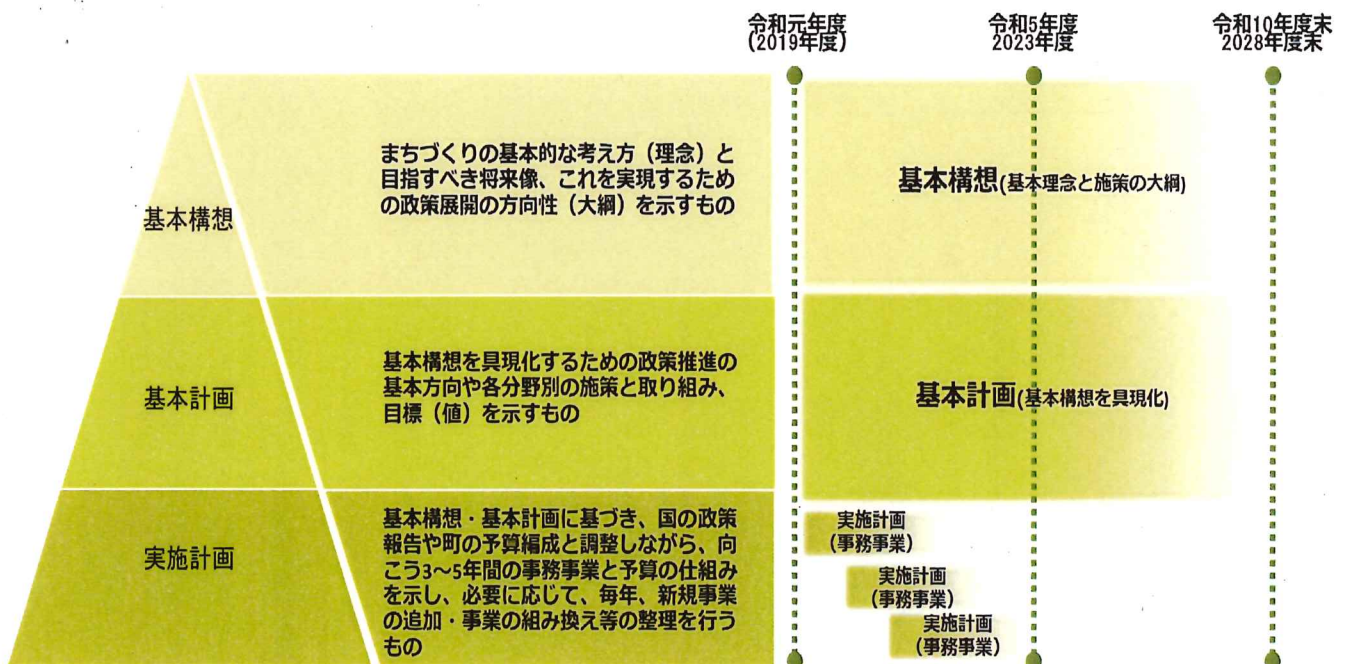 令和元年度
(2019年度)
令和5年度
2023年度
令和10年度末
2028年度末
基本構想
まちづくりの基本的な考え方（理念）と
目指すべき将来像、これを実現するため
の政策展開の方向性（大綱）を示すもの
基本構想(基本理念と施策の大綱)
基本計画
基本構想を具現化するための政策推進の
基本方向や各分野別の施策と取り組み、
目標（値）を示すもの
基本計画(基本構想を具現化)
実施計画
基本構想・基本計画に基づき、国の政策
報告や町の予算編成と調整しながら、向
こう3～5年間の事務事業と予算の仕組み
を示し、必要に応じて、毎年、新規事業
の追加・事業の組み換え等の整理を行う
もの
実施計画
（事務事業）
実施計画
（事務事業）
実施計画
（事務事業）